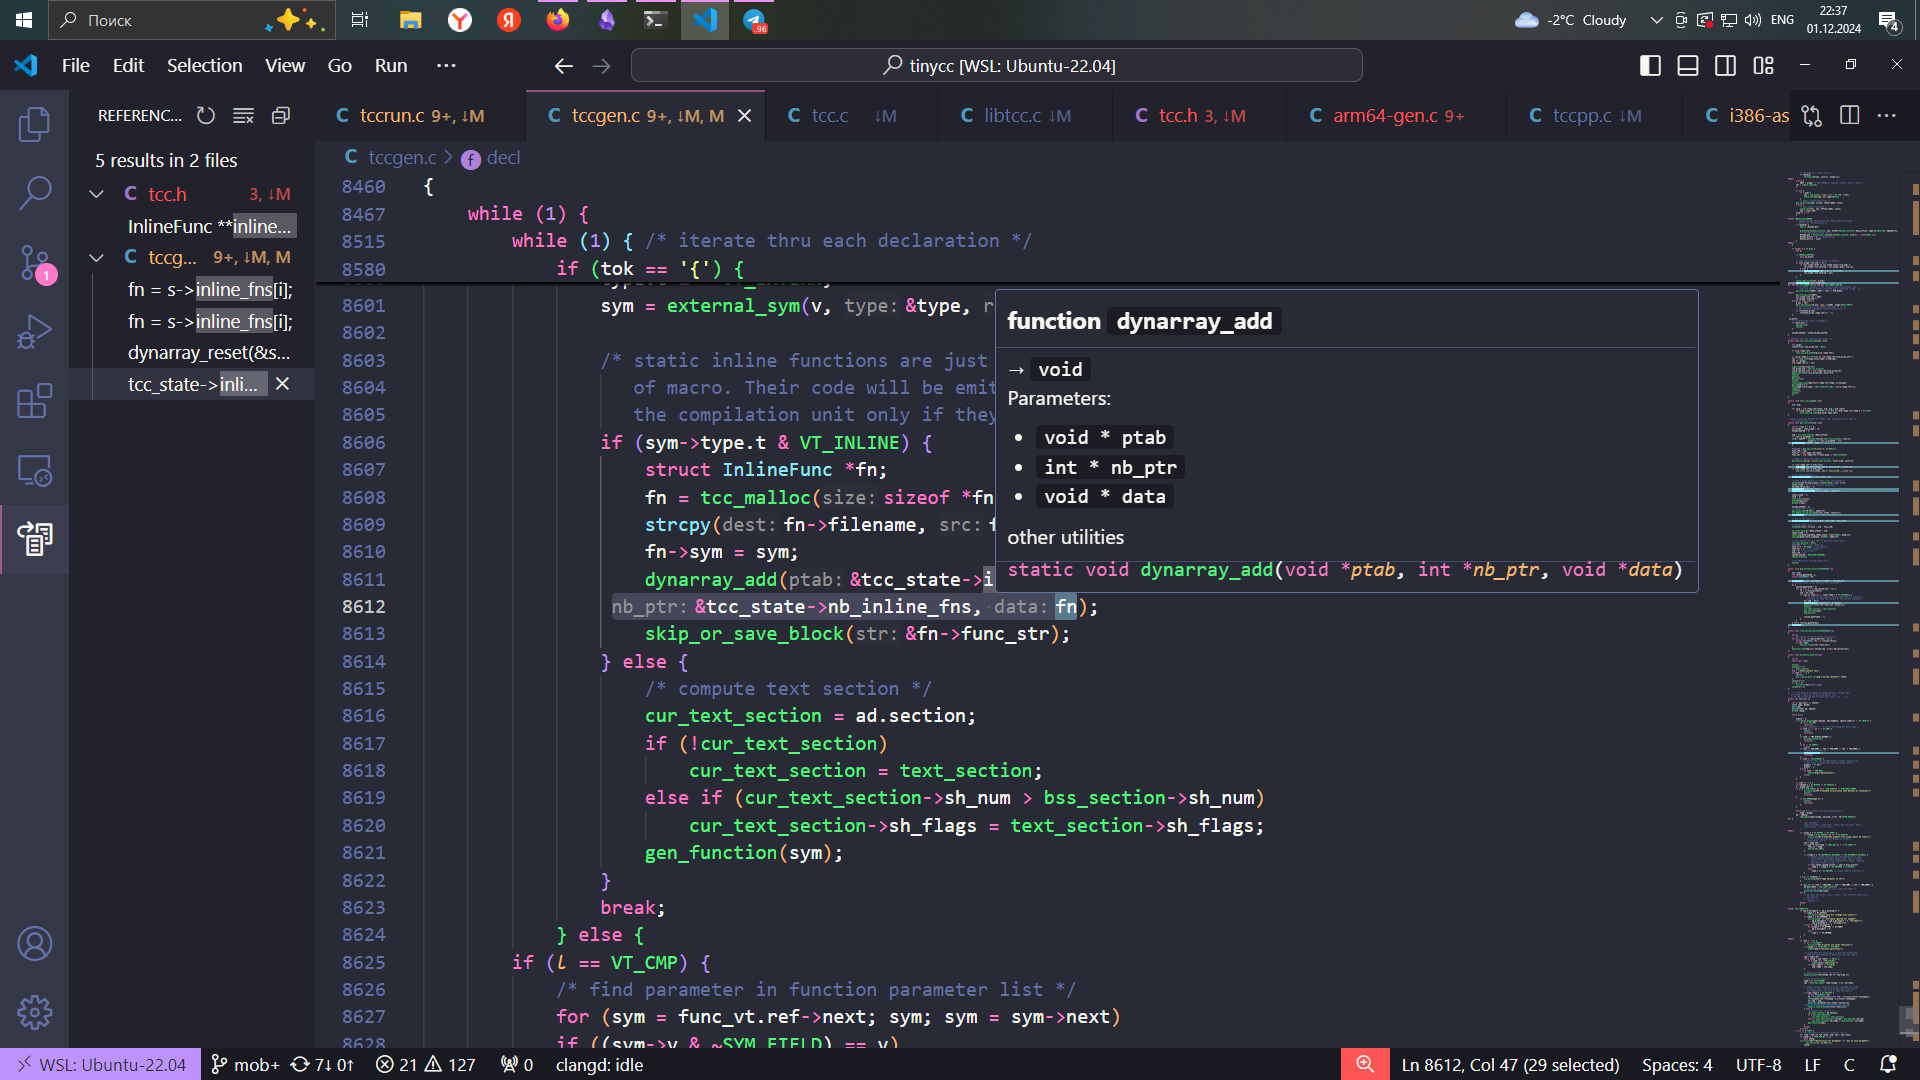 Поиск
96
-2°C Cloudy
ENG
22:37
01.12.2024
4
File Edit Selection View Go Run ···
tinycc [WSL: Ubuntu-22.04]
REFERENC...
C tccrun.c 9+, ↓M
C tccgen.c 9+, ↓M, M
C tcc.c ↓M
C libtcc.c ↓M
C tcc.h 3, ↓M
C arm64-gen.c 9+
C tccpp.c ↓M
C i386-as
5 results in 2 files
C tcc.h 3, ↓M
InlineFunc **inline...
C tccg... 9+, ↓M, M
fn = s->inline_fns[i];
fn = s->inline_fns[i];
dynarray_reset(&s...
tcc_state->inli...
1
C tccgen.c > f decl
8460 {
8467 while (1) {
8515 while (1) { /* iterate thru each declaration */
8580 if (tok == '{') {
8601 sym = external_sym(v, type: &type, r
8602
8603 /* static inline functions are just
8604 of macro. Their code will be emit
8605 the compilation unit only if they
8606 if (sym->type.t & VT_INLINE) {
8607 struct InlineFunc *fn;
8608 fn = tcc_malloc(size: sizeof *fn
8609 strcpy(dest: fn->filename, src: f
8610 fn->sym = sym;
8611 dynarray_add(ptab: &tcc_state->i
8612 nb_ptr: &tcc_state->nb_inline_fns, data: fn);
8613 skip_or_save_block(str: &fn->func_str);
8614 } else {
8615 /* compute text section */
8616 cur_text_section = ad.section;
8617 if (!cur_text_section)
8618 cur_text_section = text_section;
8619 else if (cur_text_section->sh_num > bss_section->sh_num)
8620 cur_text_section->sh_flags = text_section->sh_flags;
8621 gen_function(sym);
8622 }
8623 break;
8624 } else {
8625 if (l == VT_CMP) {
8626 /* find parameter in function parameter list */
8627 for (sym = func_vt.ref->next; sym; sym = sym->next)
8628 if ((sym->v & ~SYM_FIELD) == v)
function dynarray_add
→ void
Parameters:
• void * ptab
• int * nb_ptr
• void * data
other utilities
static void dynarray_add(void *ptab, int *nb_ptr, void *data)
WSL: Ubuntu-22.04 mob+ 7↓ 0↑ 21 127 0 clangd: idle
Ln 8612, Col 47 (29 selected) Spaces: 4 UTF-8 LF C